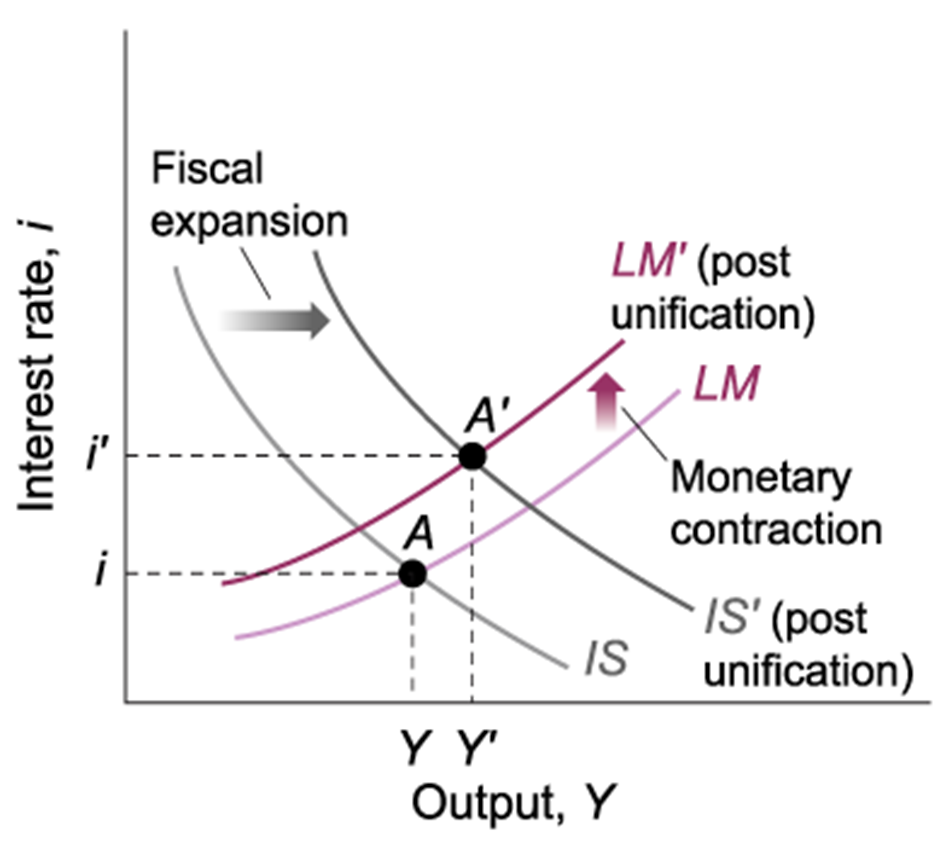 Fiscal
expansion
Interest rate, i
LM′ (post
unification)
LM
A′
i′
Monetary
contraction
A
i
IS′ (post
unification)
IS
Y Y′
Output, Y